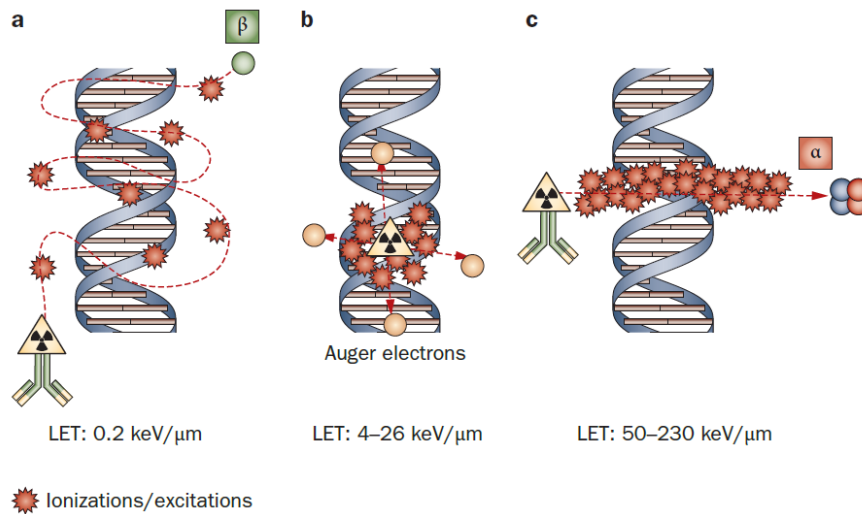 a
β
b
c
α
Auger electrons
LET: 0.2 keV/μm
LET: 4–26 keV/μm
LET: 50–230 keV/μm
Ionizations/excitations